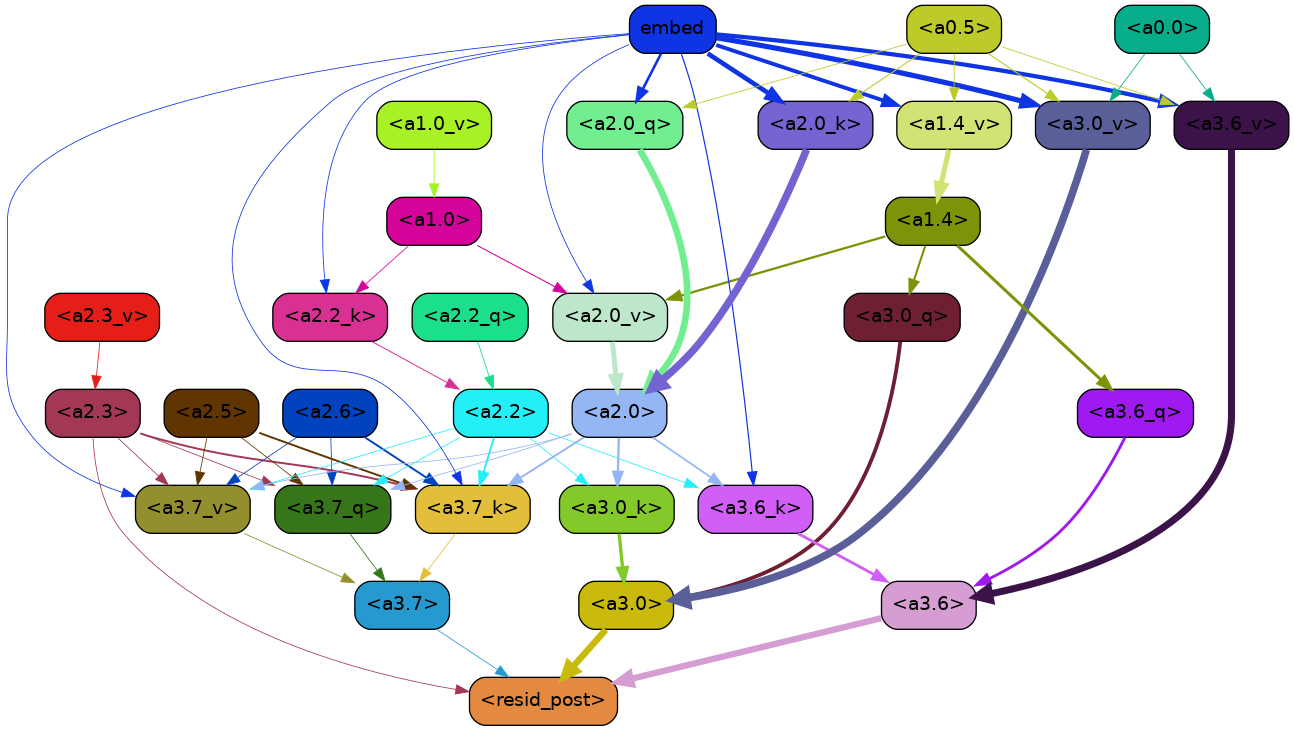 embed
<a0.5>
<a0.0>
<a1.0_v>
<a2.0_q>
<a2.0_k>
<a1.4_v>
<a3.0_v>
<a3.6_v>
<a1.0>
<a1.4>
<a2.3_v>
<a2.2_k>
<a2.2_q>
<a2.0_v>
<a3.0_q>
<a2.3>
<a2.5>
<a2.6>
<a2.2>
<a2.0>
<a3.6_q>
<a3.7_v>
<a3.7_q>
<a3.7_k>
<a3.0_k>
<a3.6_k>
<a3.7>
<a3.0>
<a3.6>
<resid_post>